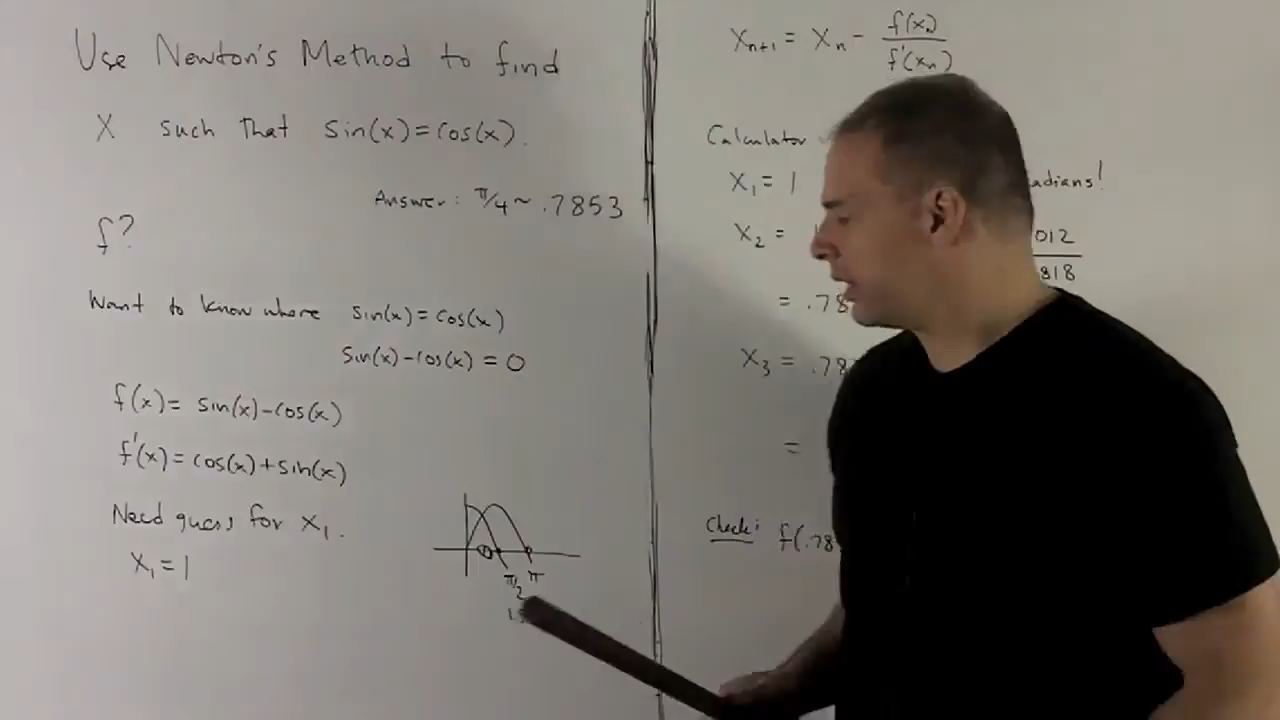 Use Newton's Method to find
X such that sin(x)=cos(x).
Answer: π/4 ~ .7853
f?
Want to know where sin(x)=cos(x)
sin(x)-cos(x) = 0
f(x)= sin(x)-cos(x)
f'(x)=cos(x)+sin(x)
Need guess for X₁.
X₁=1
π/2 π
Xₙ₊₁ = Xₙ - f(xₙ)/f'(xₙ)
Calculator
X₁ = 1 adians!
X₂ = 012
818
= .78
X₃ = .78
=
Check: f(.78